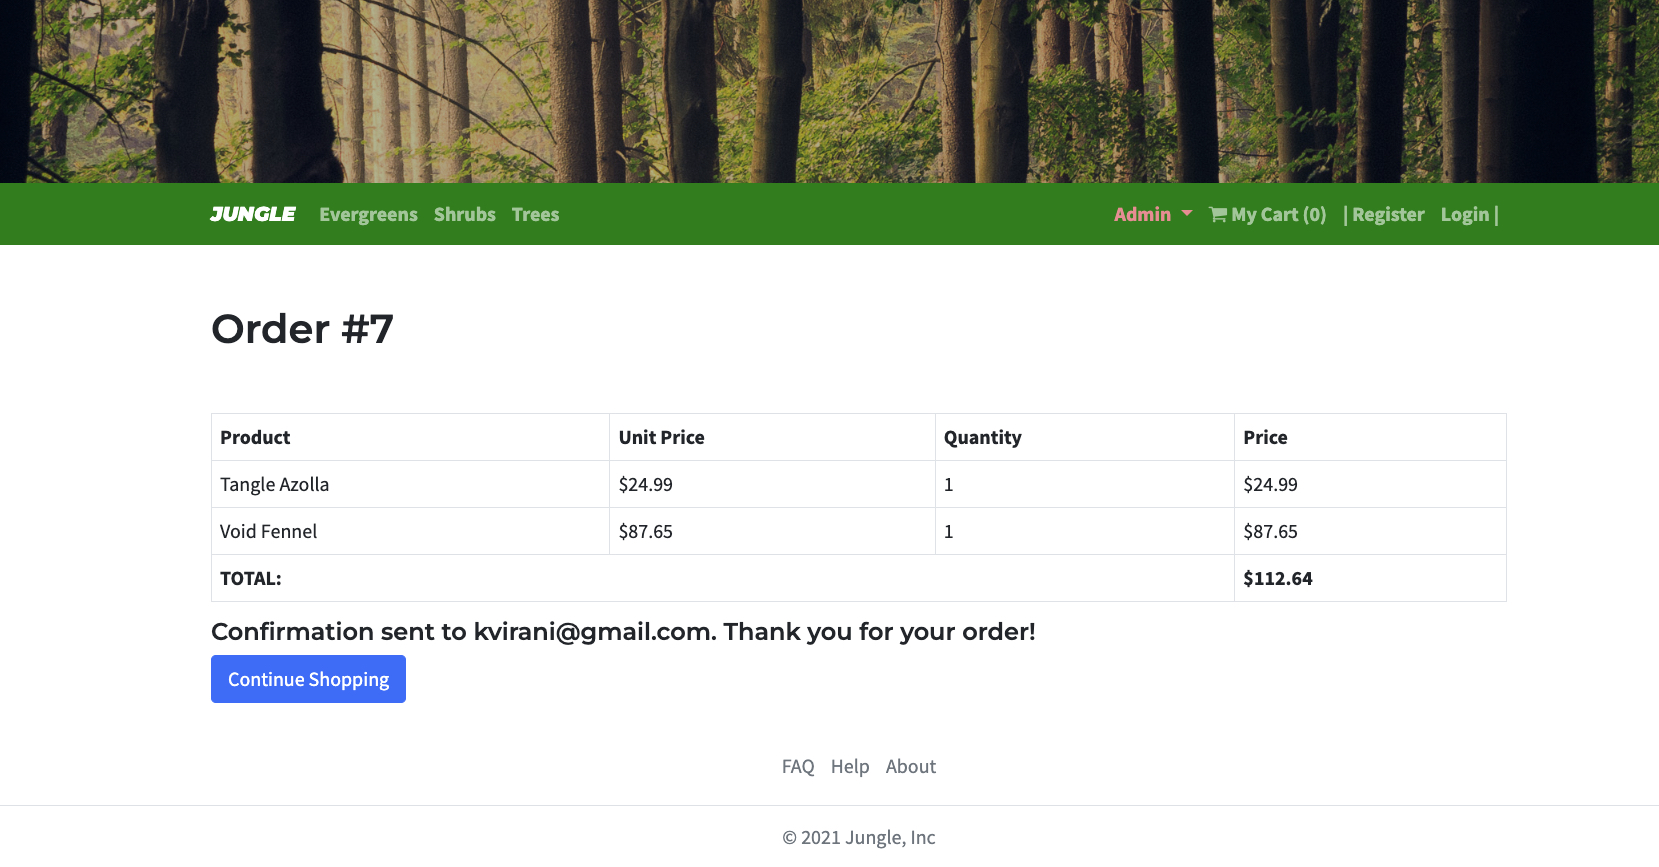 JUNGLE Evergreens Shrubs Trees Admin My Cart (0) | Register Login |
Order #7
Product Unit Price Quantity Price
Tangle Azolla $24.99 1 $24.99
Void Fennel $87.65 1 $87.65
TOTAL: $112.64
Confirmation sent to kvirani@gmail.com. Thank you for your order!
Continue Shopping
FAQ Help About
© 2021 Jungle, Inc